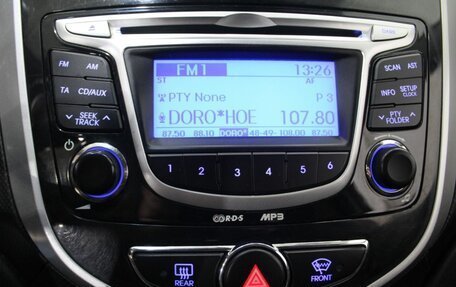 FM1 13:26
ST AF
PTY None P 3
DORO*HOE 107.80
87.50 88.10 DORO* -48-49- 108.00 87.50
FM AM
TA CD/AUX
SEEK
TRACK
SCAN AST
INFO SETUP
CLOCK
PTY
FOLDER
1 2 3 4 5 6
R·D·S MP3
REAR
FRONT